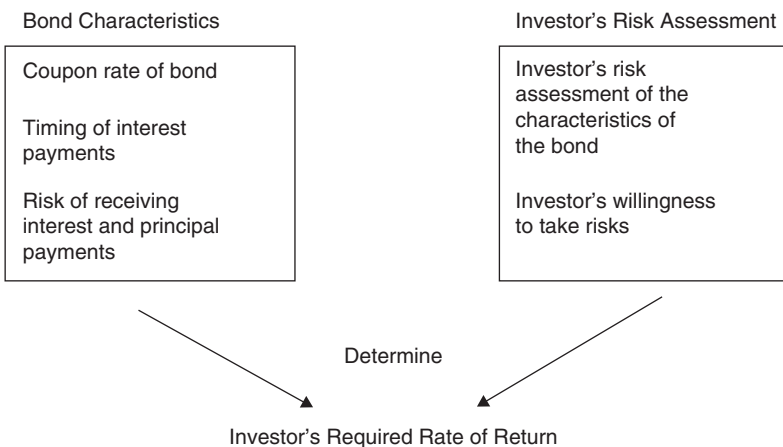 Bond Characteristics
Coupon rate of bond
Timing of interest
payments
Risk of receiving
interest and principal
payments
Investor's Risk Assessment
Investor's risk
assessment of the
characteristics of
the bond
Investor's willingness
to take risks
Determine
Investor's Required Rate of Return